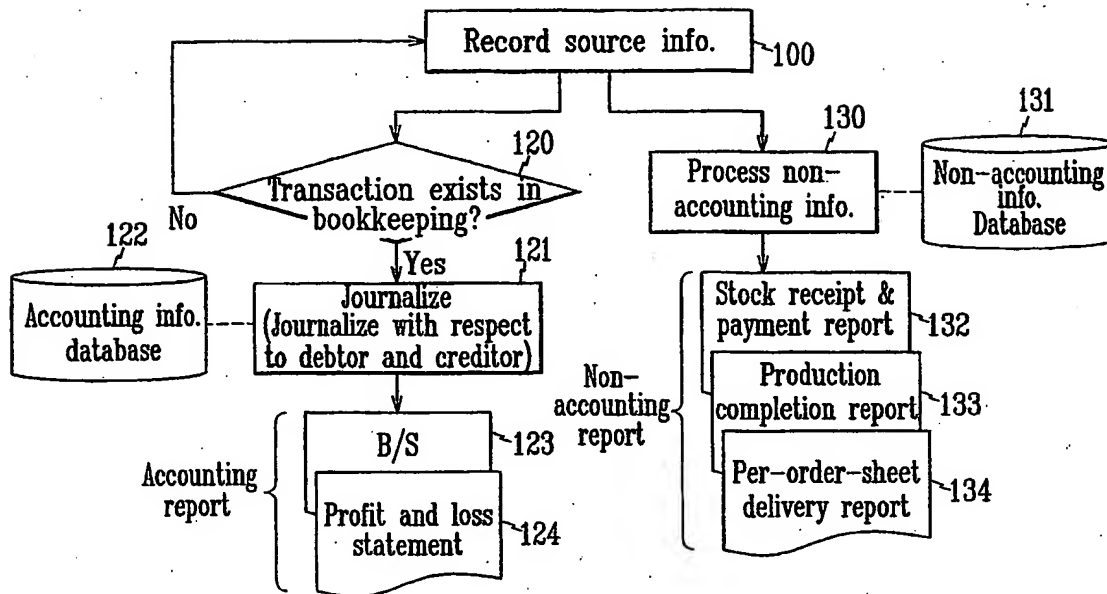 Record source info.
100
120
Transaction exists in
bookkeeping?
No
Yes
130
Process non-
accounting info.
131
Non-accounting
info.
Database
122
Accounting info.
database
121
Journalize
(Journalize with respect
to debtor and creditor)
Stock receipt &
payment report
132
Production
completion report
133
Per-order-sheet
delivery report
134
Non-
accounting
report
Accounting
report
B/S
123
Profit and loss
statement
124